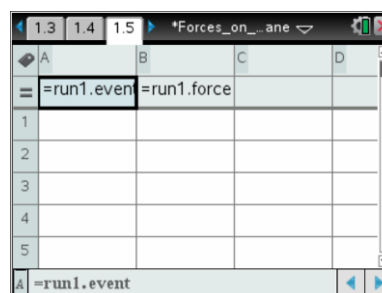 1.3 1.4 1.5 *Forces_on_...ane
A B C D
= =run1.event =run1.force
1
2
3
4
5
A =run1.event